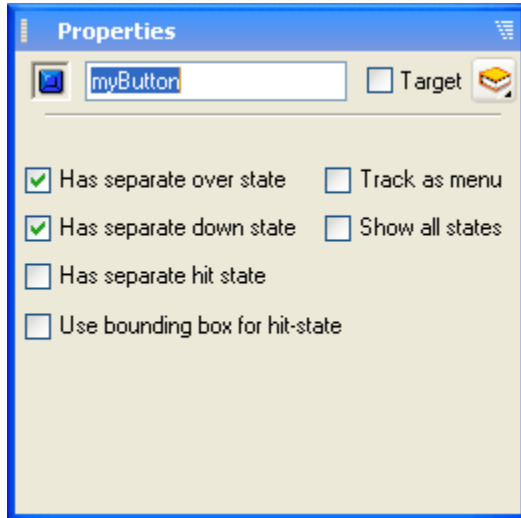 Properties
myButton Target
Has separate over state Track as menu
Has separate down state Show all states
Has separate hit state
Use bounding box for hit-state